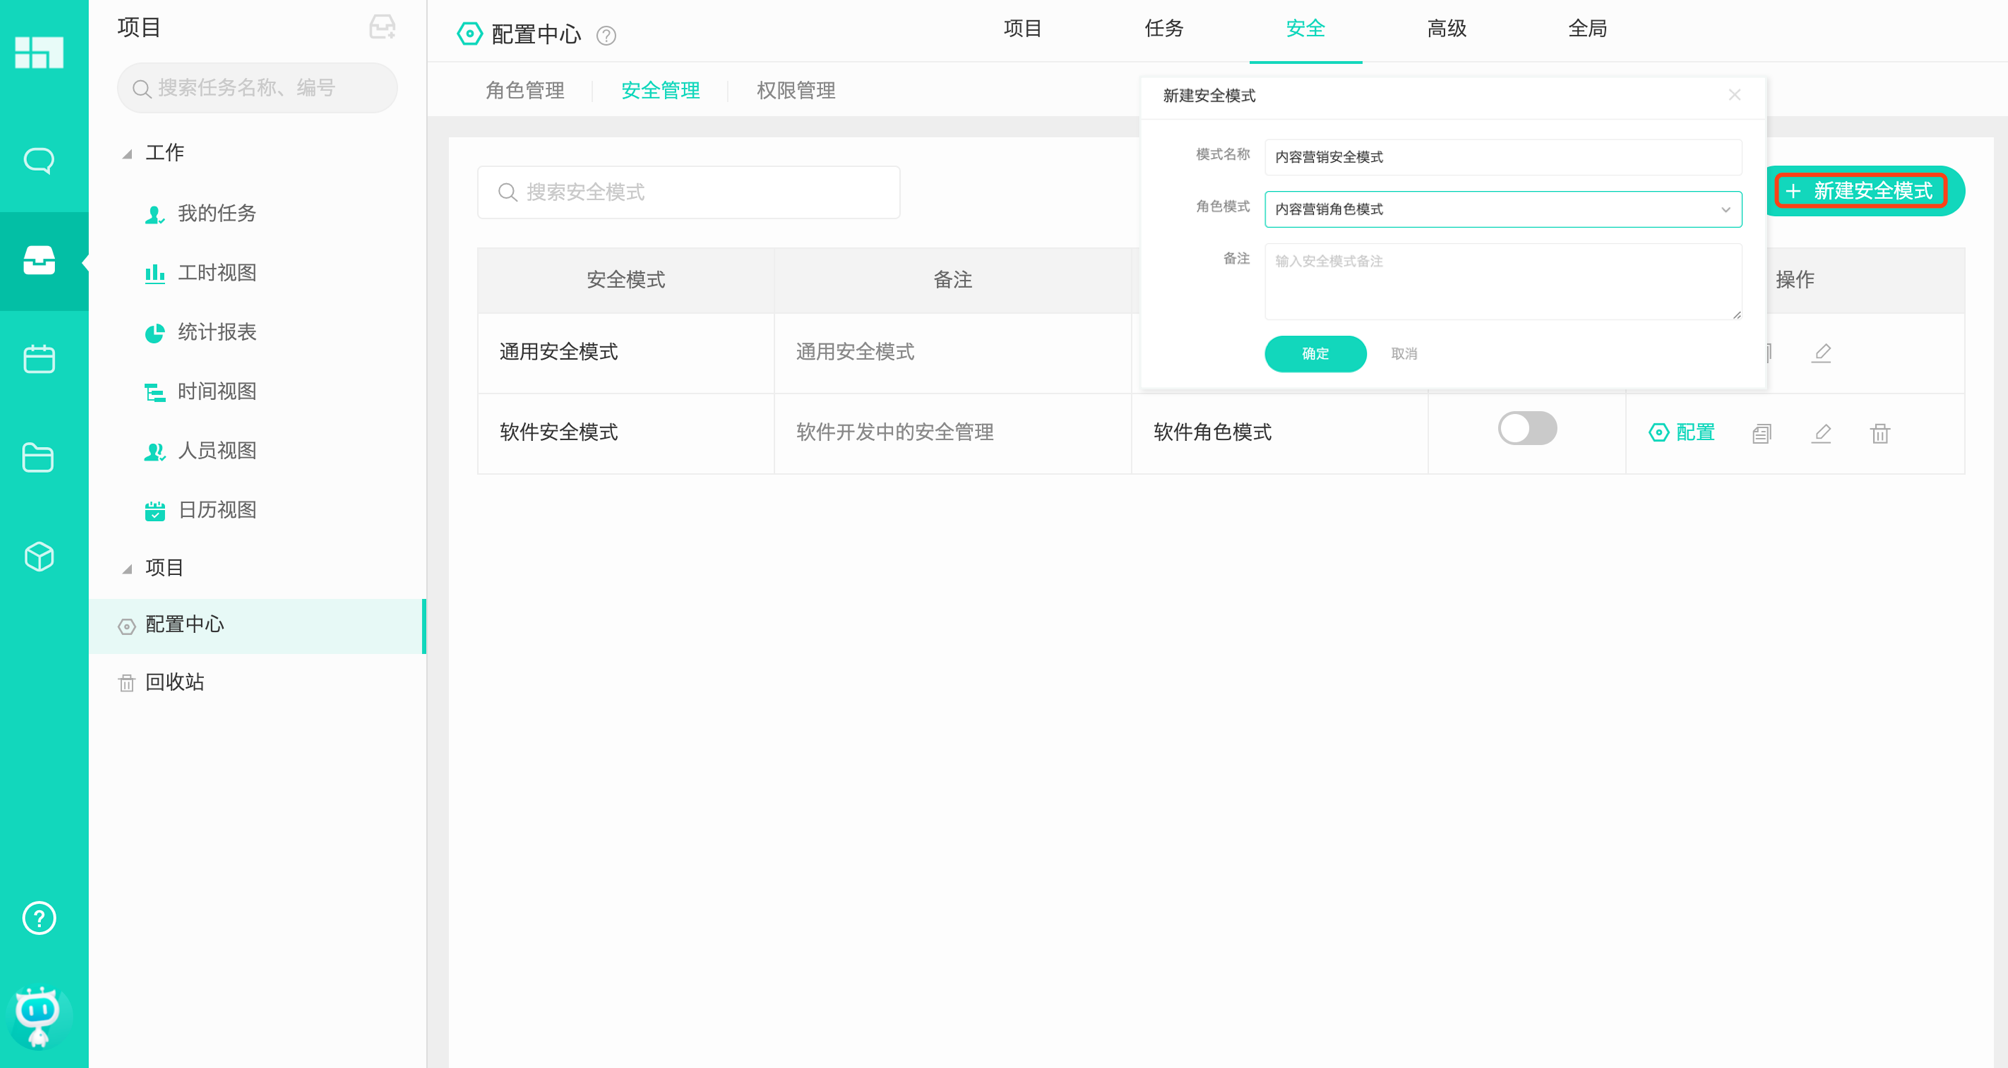 项目
搜索任务名称、编号
工作
我的任务
工时视图
统计报表
时间视图
人员视图
日历视图
项目
配置中心
回收站
配置中心 ?
项目 任务 安全 高级 全局
角色管理 安全管理 权限管理
搜索安全模式
+ 新建安全模式
安全模式 备注 操作
通用安全模式 通用安全模式
软件安全模式 软件开发中的安全管理 软件角色模式 配置
新建安全模式
模式名称 内容营销安全模式
角色模式 内容营销角色模式
备注 输入安全模式备注
确定 取消
?